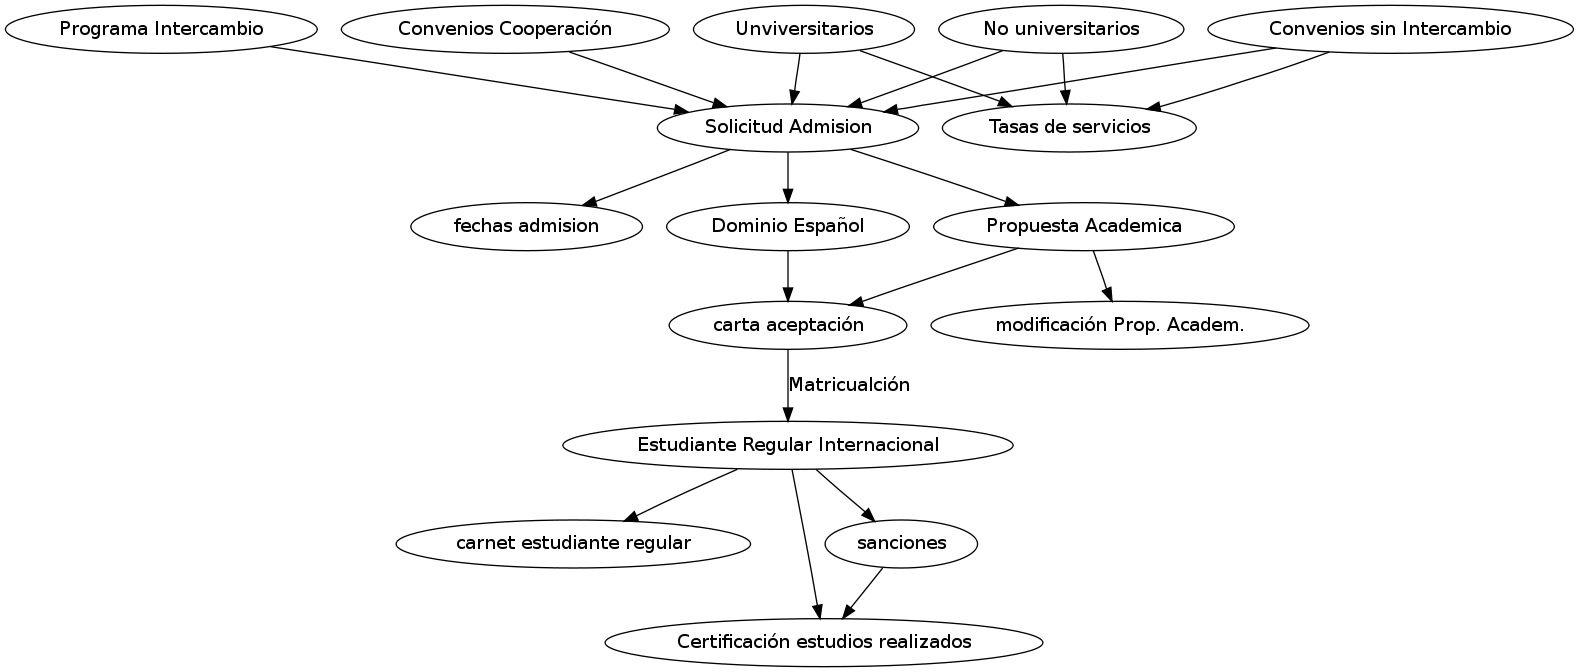 Programa Intercambio
Convenios Cooperación
Unviversitarios
No universitarios
Convenios sin Intercambio
Solicitud Admision
Tasas de servicios
fechas admision
Dominio Español
Propuesta Academica
carta aceptación
modificación Prop. Academ.
Matricualción
Estudiante Regular Internacional
carnet estudiante regular
sanciones
Certificación estudios realizados